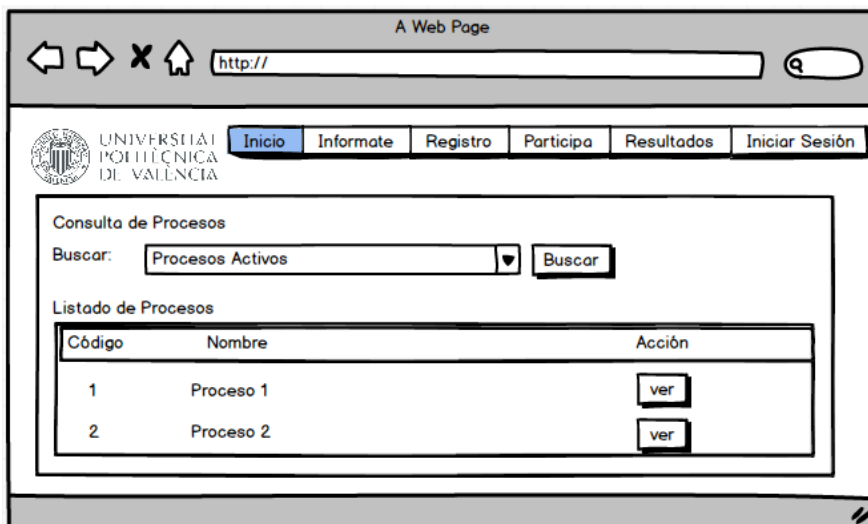 A Web Page
http://
UNIVERSITAT
POLITÈCNICA
DE VALÈNCIA
Inicio Informate Registro Participa Resultados Iniciar Sesión
Consulta de Procesos
Buscar: Procesos Activos Buscar
Listado de Procesos
Código Nombre Acción
1 Proceso 1 ver
2 Proceso 2 ver